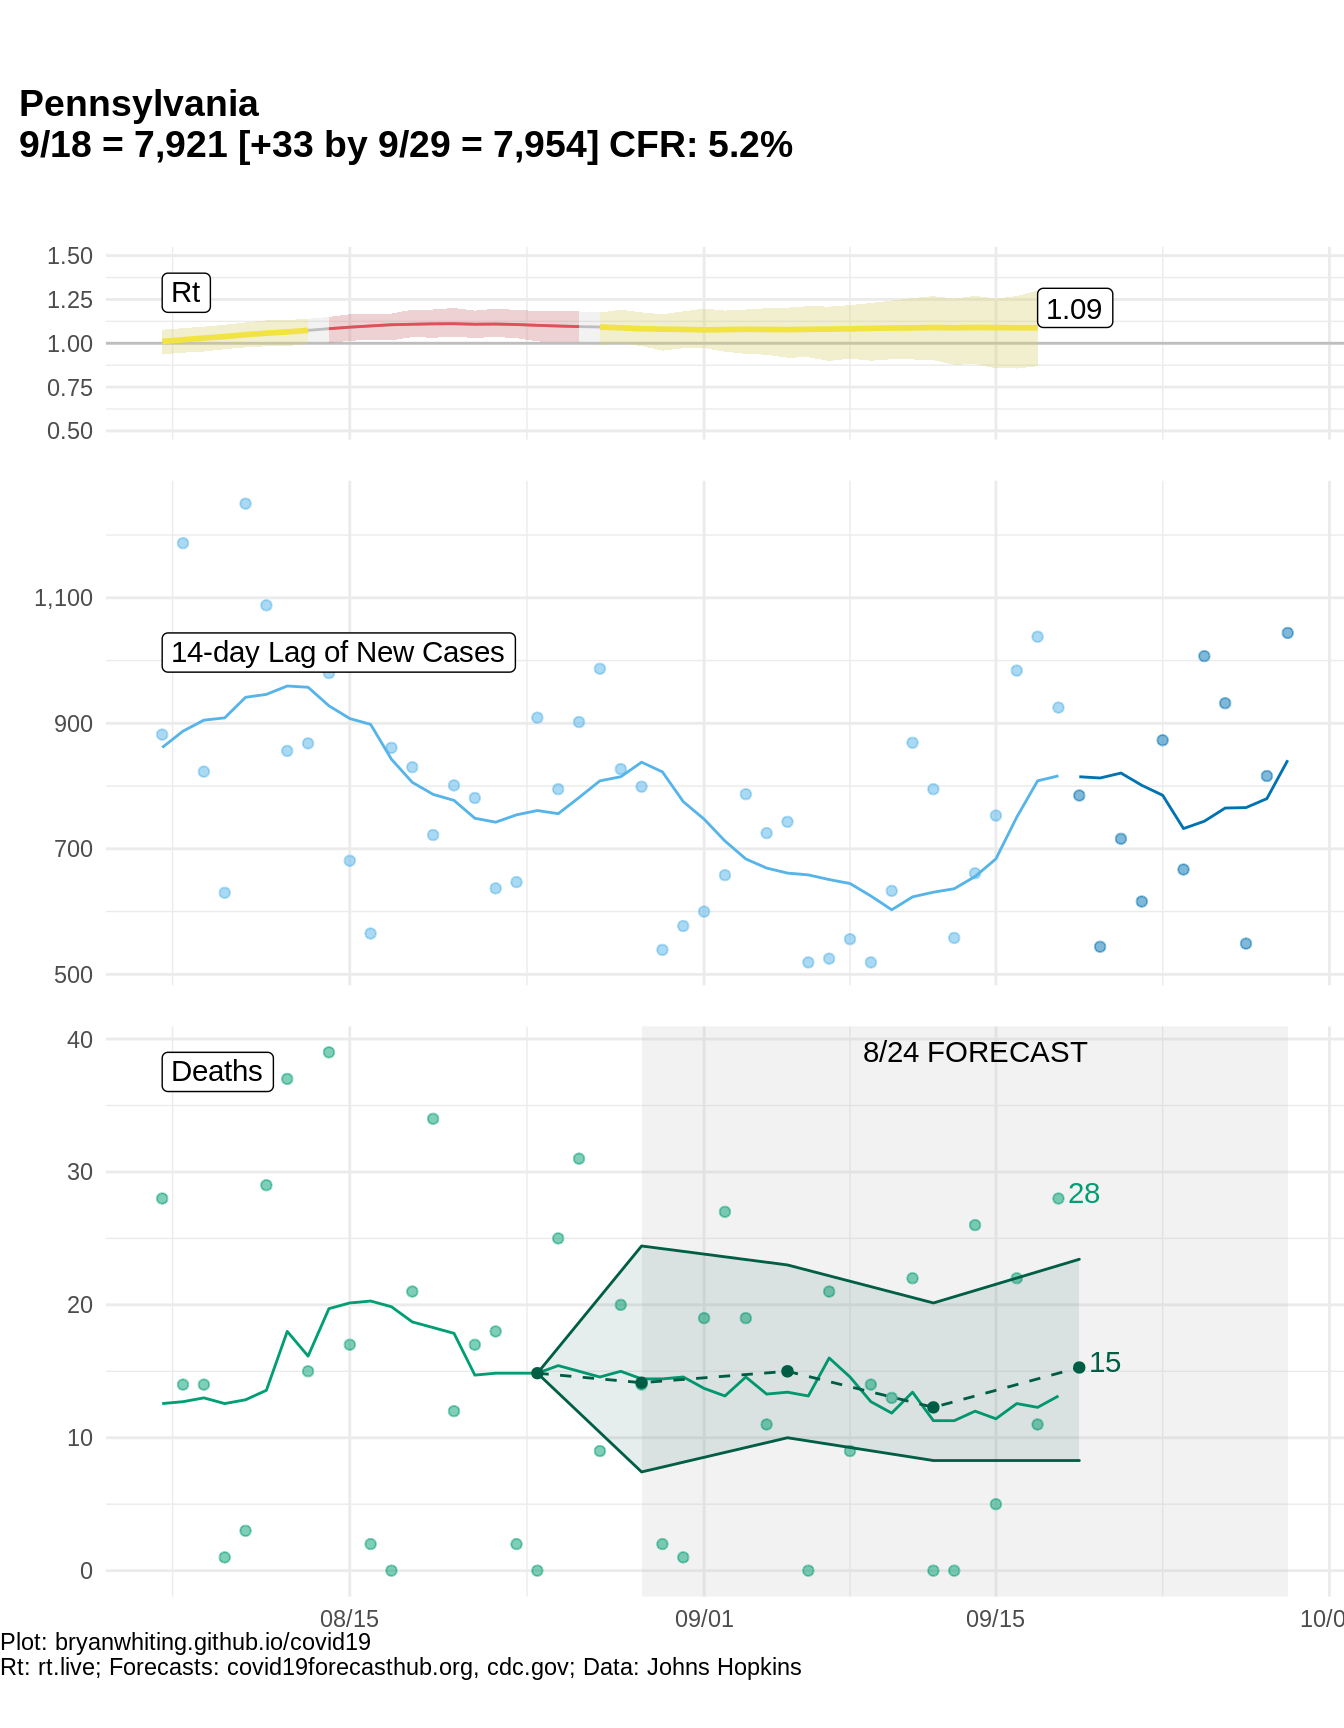 Pennsylvania
9/18 = 7,921 [+33 by 9/29 = 7,954] CFR: 5.2%
1.50
1.25
1.00
0.75
0.50
Rt
1.09
1,100
900
700
500
14-day Lag of New Cases
40
30
20
10
0
Deaths
8/24 FORECAST
28
15
08/15
09/01
09/15
10/0
Plot: bryanwhiting.github.io/covid19
Rt: rt.live; Forecasts: covid19forecasthub.org, cdc.gov; Data: Johns Hopkins